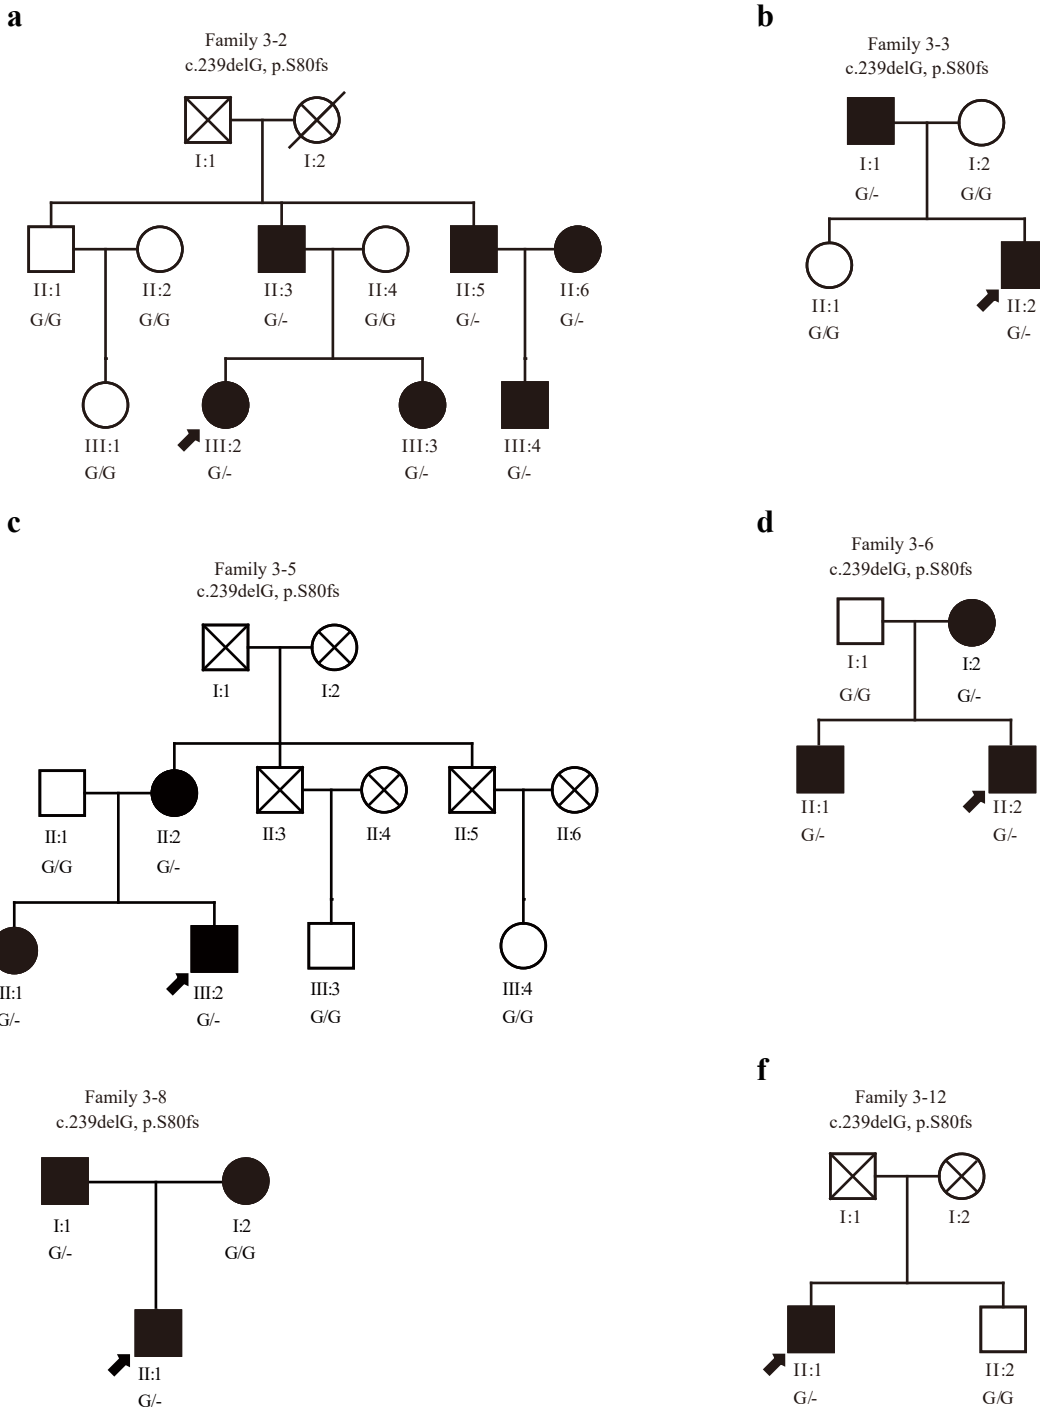 a
Family 3-2
c.239delG, p.S80fs
I:1 I:2
II:1 II:2 II:3 II:4 II:5 II:6
G/G G/G G/- G/G G/- G/-
III:1 III:2 III:3 III:4
G/G G/- G/- G/-
b
Family 3-3
c.239delG, p.S80fs
I:1 I:2
G/- G/G
II:1 II:2
G/G G/-
c
Family 3-5
c.239delG, p.S80fs
I:1 I:2
II:1 II:2 II:3 II:4 II:5 II:6
G/G G/-
II:1 III:2 III:3 III:4
G/- G/- G/G G/G
d
Family 3-6
c.239delG, p.S80fs
I:1 I:2
G/G G/-
II:1 II:2
G/- G/-
Family 3-8
c.239delG, p.S80fs
I:1 I:2
G/- G/G
II:1
G/-
f
Family 3-12
c.239delG, p.S80fs
I:1 I:2
II:1 II:2
G/- G/G